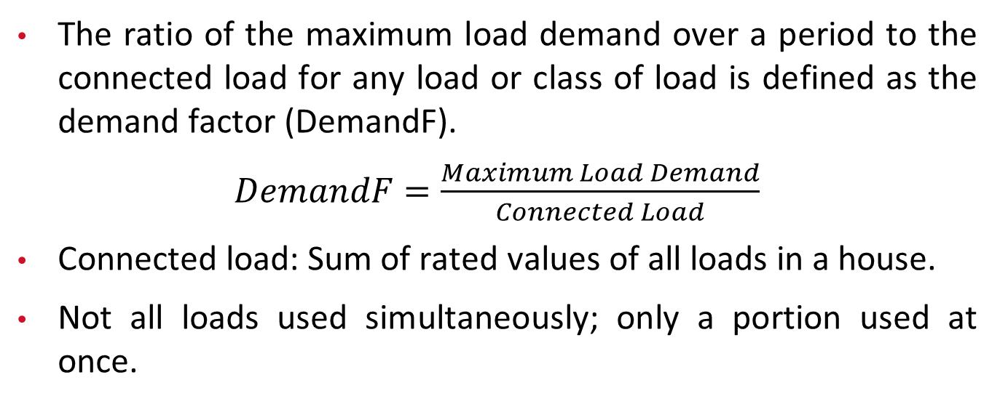 • The ratio of the maximum load demand over a period to the
connected load for any load or class of load is defined as the
demand factor (DemandF).
DemandF = Maximum Load Demand / Connected Load
• Connected load: Sum of rated values of all loads in a house.
• Not all loads used simultaneously; only a portion used at
once.